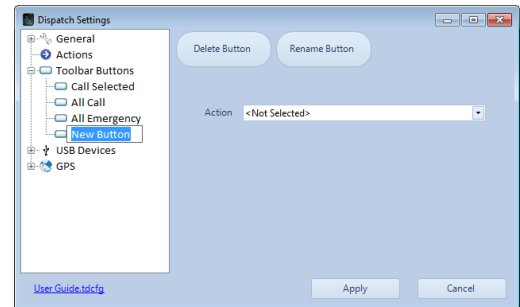 Dispatch Settings
General
Actions
Toolbar Buttons
Call Selected
All Call
All Emergency
New Button
USB Devices
GPS
Delete Button
Rename Button
Action
<Not Selected>
User Guide.tdcfg
Apply
Cancel